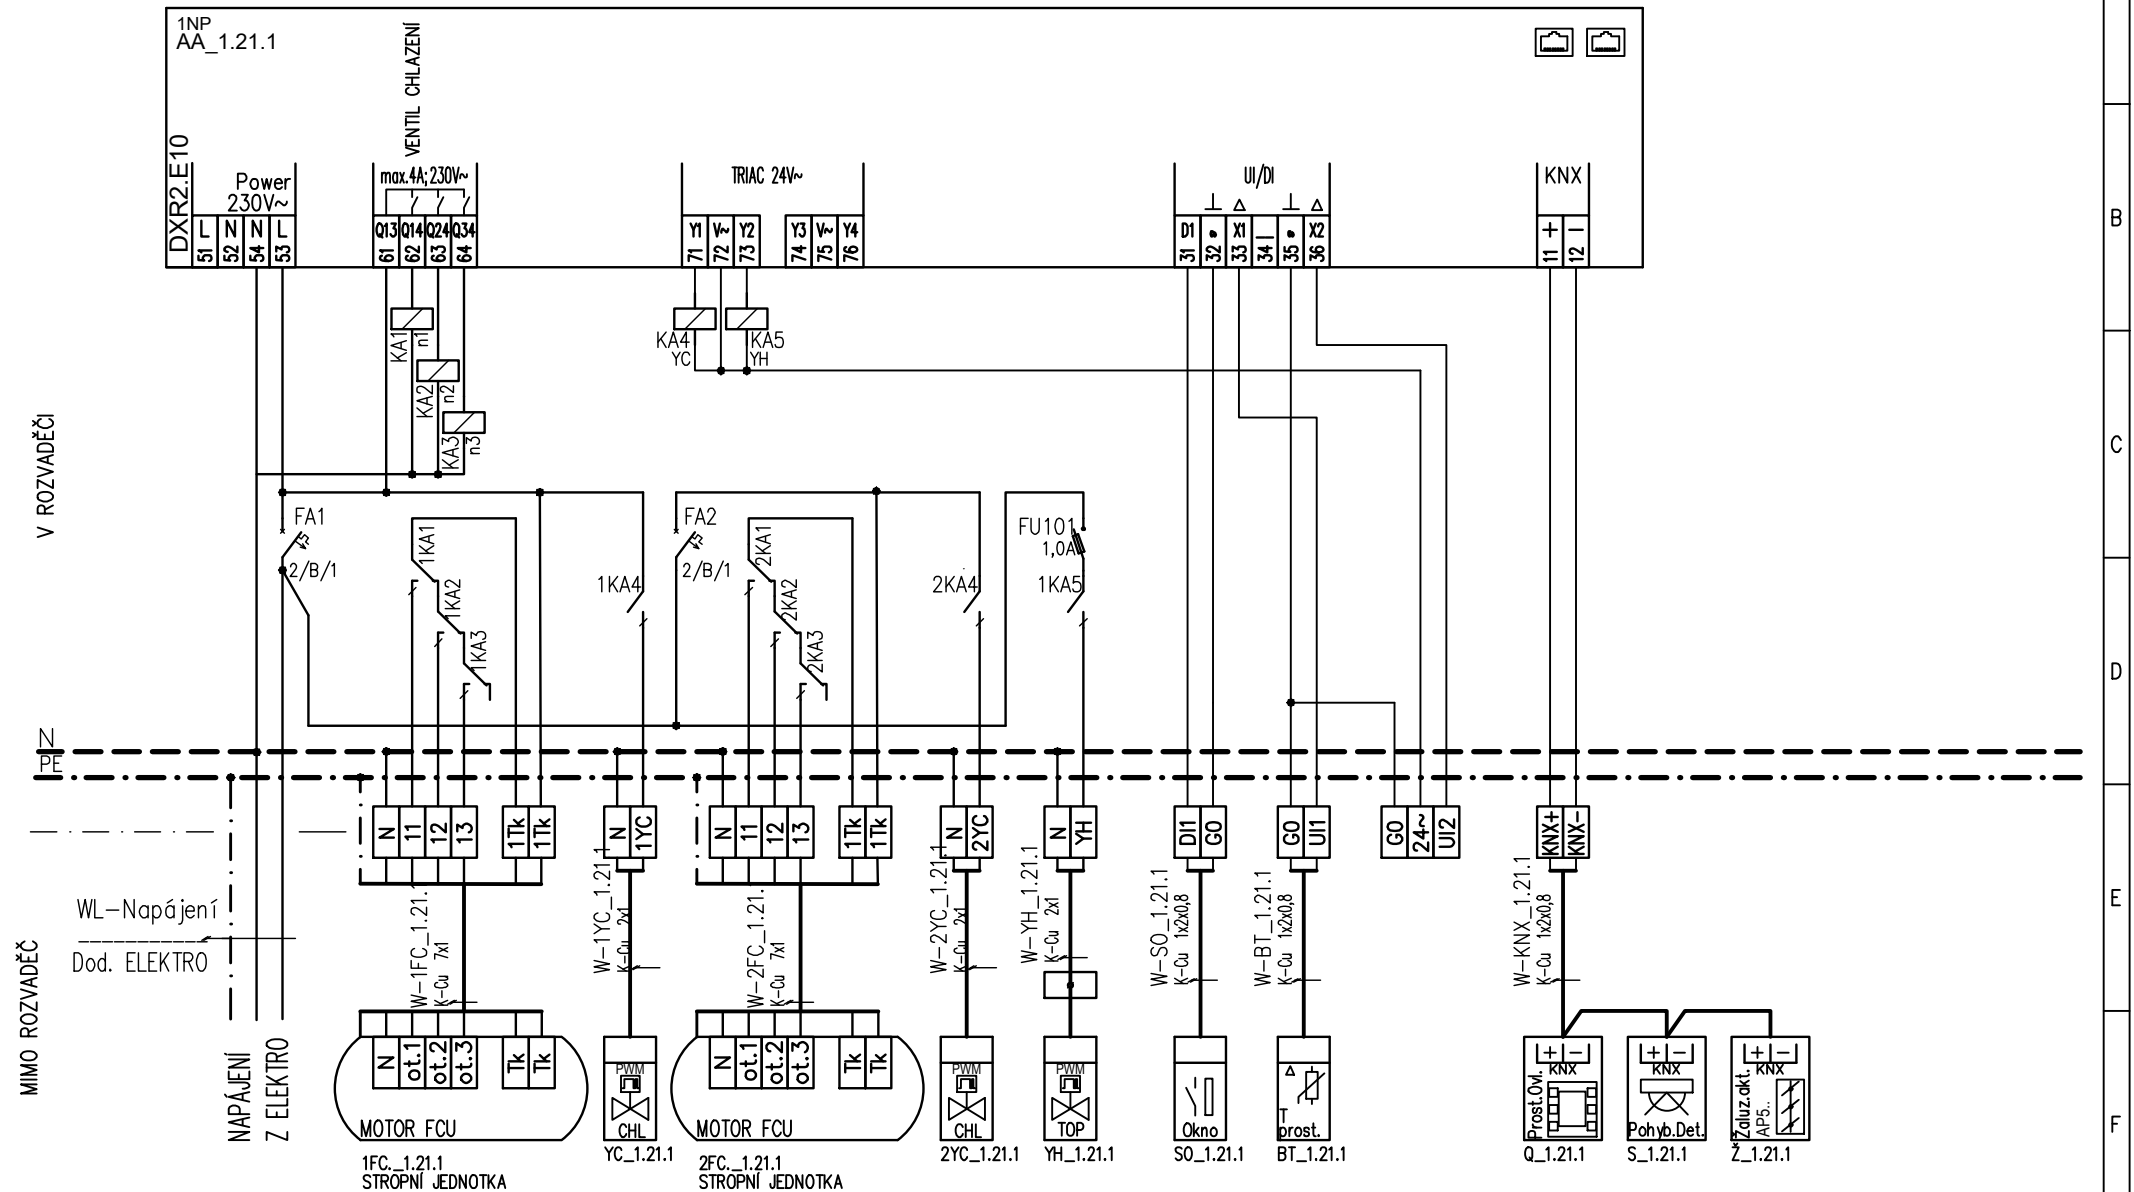 1NP
AA_1.21.1
DXR2.E10
VENTIL CHLAZENÍ
Power
230V~
max.4A;230V~
TRIAC 24V~
UI/DI
KNX
L N N L
51 52 54 53
Q13 Q14 Q24 Q34
61 62 63 64
Y1 V~ Y2
71 72 73
Y3 V~ Y4
74 75 76
D1 X1 X2
31 32 33 34 35 36
+ −
11 12
KA1 n1
KA2 n2
KA3 n3
KA4
YC
KA5
YH
V ROZVADĚČI
FA1
2/B/1
1KA1
1KA2
1KA3
1KA4
FA2
2/B/1
2KA1
2KA2
2KA3
2KA4
FU101
1,0A
1KA5
N
PE
N 11 12 13 1Tk 1Tk
N 1YC
N 11 12 13 1Tk 1Tk
N 2YC
N YH
DI1 G0
G0 UI1
G0 24~ UI2
KNX+ KNX-
WL-Napájení
Dod. ELEKTRO
MIMO ROZVADĚČ
NAPÁJENÍ
Z ELEKTRO
W-1FC_1.21.
K-Cu 7x1
W-1YC_1.21.1
K-Cu 2x1
W-2FC_1.21.
K-Cu 7x1
W-2YC_1.21.1
K-Cu 2x1
W-YH_1.21.1
K-Cu 2x1
W-SO_1.21.1
K-Cu 1x2x0,8
W-BT_1.21.1
K-Cu 1x2x0,8
W-KNX_1.21.1
K-Cu 1x2x0,8
N ot.1 ot.2 ot.3 Tk Tk
MOTOR FCU
1FC._1.21.1
STROPNÍ JEDNOTKA
PWM
CHL
YC_1.21.1
N ot.1 ot.2 ot.3 Tk Tk
MOTOR FCU
2FC._1.21.1
STROPNÍ JEDNOTKA
PWM
CHL
2YC_1.21.1
PWM
TOP
YH_1.21.1
Okno
SO_1.21.1
T
prost.
BT_1.21.1
+ −
KNX
Prost.Ovl.
Q_1.21.1
+ −
KNX
Pohyb.Det.
S_1.21.1
+ −
KNX
*Žaluz.akt.
AP5..
Ž_1.21.1
B
C
D
E
F